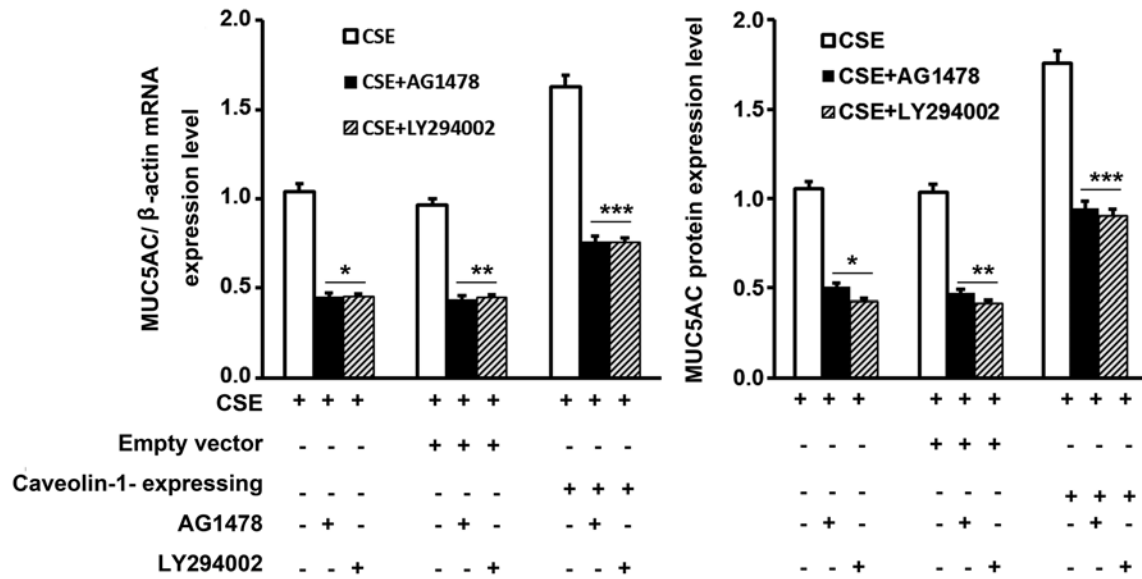 2.0
1.5
1.0
0.5
0.0
MUC5AC/ β-actin mRNA
expression level
CSE
CSE+AG1478
CSE+LY294002
*
**
***
2.0
1.5
1.0
0.5
0.0
MUC5AC protein expression level
CSE
CSE+AG1478
CSE+LY294002
*
**
***
CSE + + + + + + + + + + + + + + + + + +
Empty vector - - - + + + - - - - - - + + + - - -
Caveolin-1- expressing - - - - - - + + + - - - - - - + + +
AG1478 - + - - + - - + - - + - - + - - + -
LY294002 - - + - - + - - + - - + - - + - - +